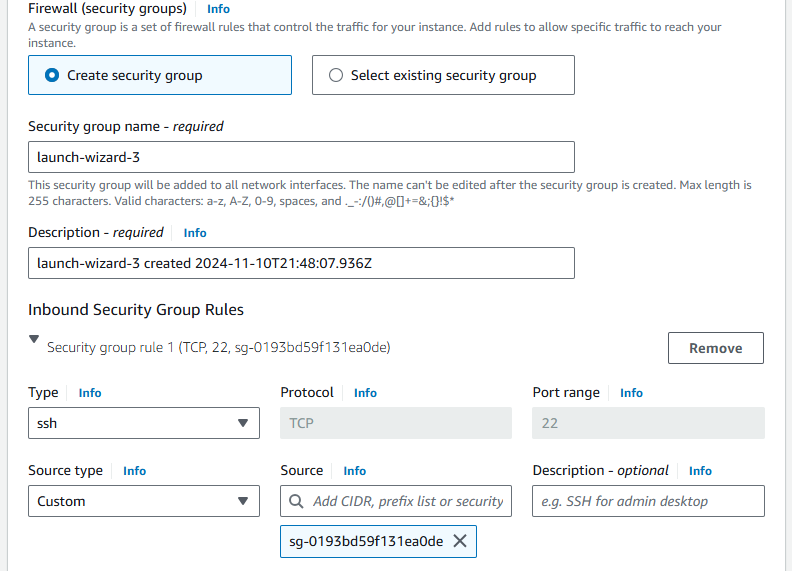 Firewall (security groups) Info
A security group is a set of firewall rules that control the traffic for your instance. Add rules to allow specific traffic to reach your
instance.
Create security group Select existing security group
Security group name - required
launch-wizard-3
This security group will be added to all network interfaces. The name can't be edited after the security group is created. Max length is
255 characters. Valid characters: a-z, A-Z, 0-9, spaces, and ._-:/()#,@[]+=&;{}!$*
Description - required Info
launch-wizard-3 created 2024-11-10T21:48:07.936Z
Inbound Security Group Rules
Security group rule 1 (TCP, 22, sg-0193bd59f131ea0de) Remove
Type Info Protocol Info Port range Info
ssh TCP 22
Source type Info Source Info Description - optional Info
Custom Add CIDR, prefix list or security e.g. SSH for admin desktop
sg-0193bd59f131ea0de